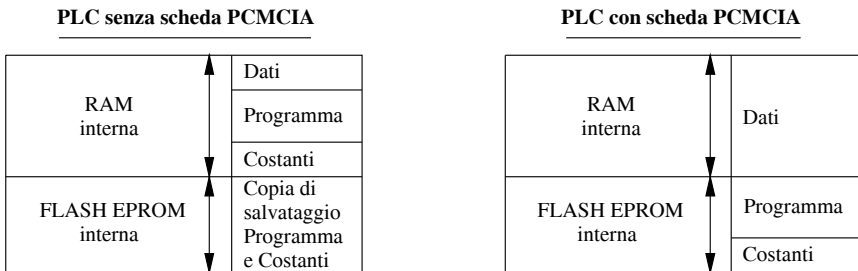 PLC senza scheda PCMCIA
RAM
interna
Dati
Programma
Costanti
FLASH EPROM
interna
Copia di
salvataggio
Programma
e Costanti
PLC con scheda PCMCIA
RAM
interna
Dati
FLASH EPROM
interna
Programma
Costanti